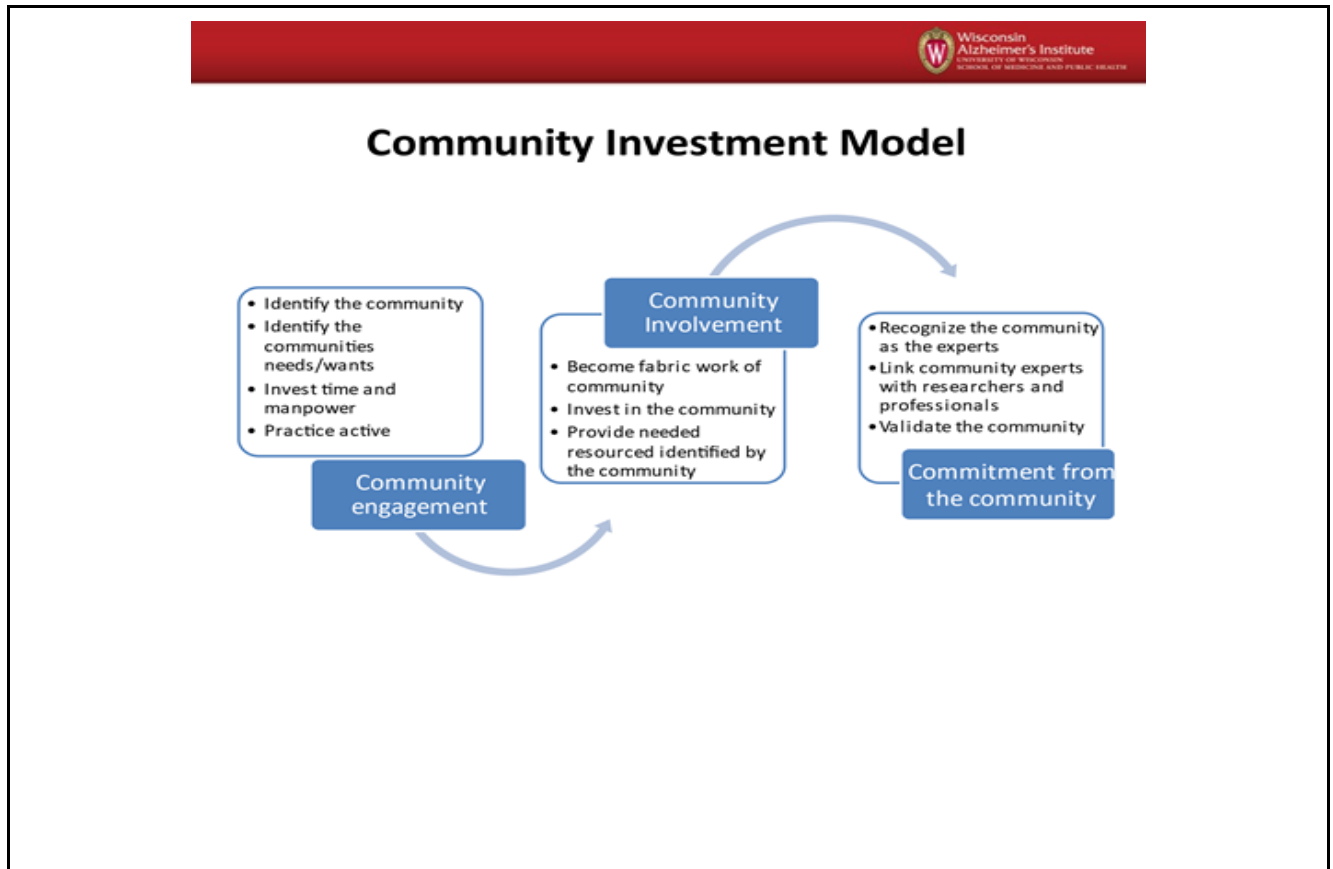 Wisconsin
Alzheimer's Institute
UNIVERSITY OF WISCONSIN
SCHOOL OF MEDICINE AND PUBLIC HEALTH
W
Community Investment Model
• Identify the community
• Identify the
communities
needs/wants
• Invest time and
manpower
• Practice active
Community
engagement
Community
Involvement
• Become fabric work of
community
• Invest in the community
• Provide needed
resourced identified by
the community
• Recognize the community
as the experts
• Link community experts
with researchers and
professionals
• Validate the community
Commitment from
the community